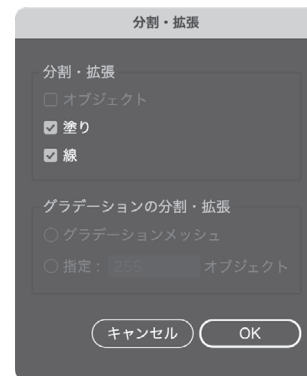 分割・拡張
分割・拡張
オブジェクト
塗り
線
グラデーションの分割・拡張
グラデーションメッシュ
指定： 255 オブジェクト
キャンセル OK